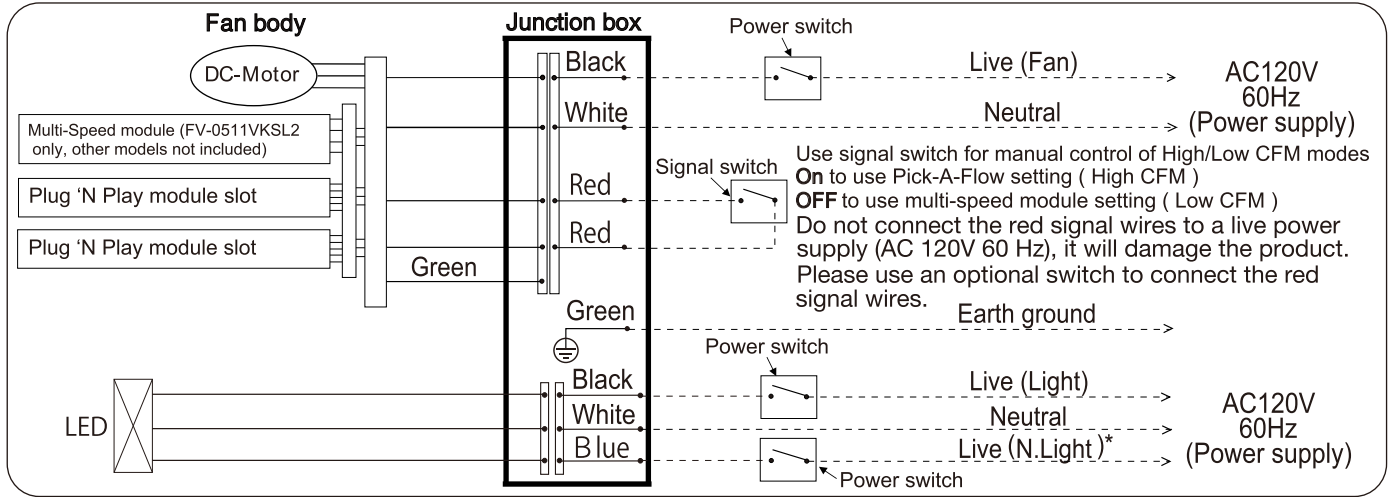 Fan body
Junction box
Power switch
DC-Motor
Black
Live (Fan)
AC120V
60Hz
(Power supply)
White
Neutral
Multi-Speed module (FV-0511VKSL2
only, other models not included)
Signal switch
Use signal switch for manual control of High/Low CFM modes
On to use Pick-A-Flow setting ( High CFM )
OFF to use multi-speed module setting ( Low CFM )
Do not connect the red signal wires to a live power
supply (AC 120V 60 Hz), it will damage the product.
Please use an optional switch to connect the red
signal wires.
Plug ‘N Play module slot
Red
Plug ‘N Play module slot
Red
Green
Green
Earth ground
Power switch
Black
Live (Light)
LED
White
Neutral
AC120V
60Hz
(Power supply)
Blue
Live (N.Light)*
Power switch